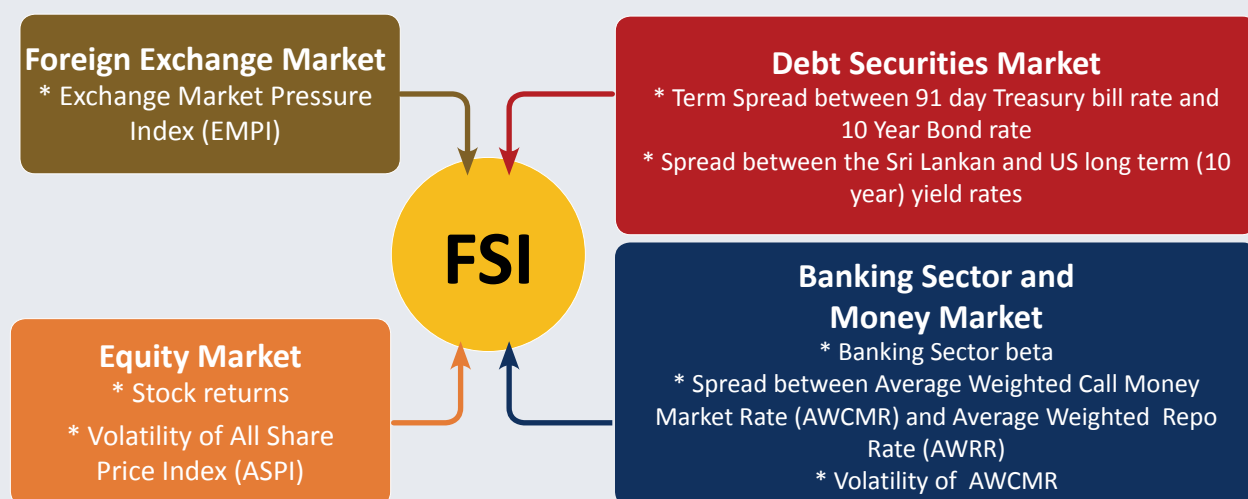 Foreign Exchange Market
* Exchange Market Pressure
Index (EMPI)
Debt Securities Market
* Term Spread between 91 day Treasury bill rate and
10 Year Bond rate
* Spread between the Sri Lankan and US long term (10
year) yield rates
FSI
Equity Market
* Stock returns
* Volatility of All Share
Price Index (ASPI)
Banking Sector and
Money Market
* Banking Sector beta
* Spread between Average Weighted Call Money
Market Rate (AWCMR) and Average Weighted Repo
Rate (AWRR)
* Volatility of AWCMR